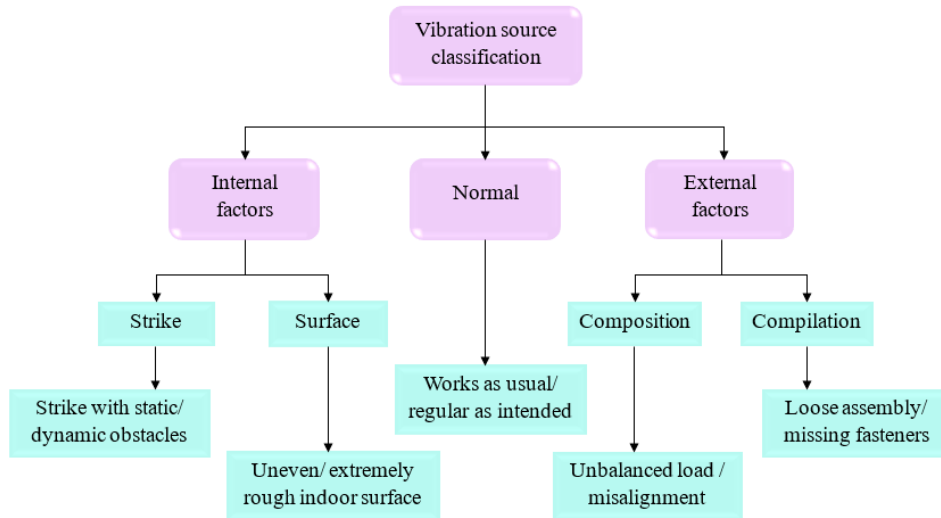 Vibration source
classification
Internal
factors
Normal
External
factors
Strike
Surface
Composition
Compilation
Works as usual/
regular as intended
Strike with static/
dynamic obstacles
Loose assembly/
missing fasteners
Uneven/ extremely
rough indoor surface
Unbalanced load /
misalignment